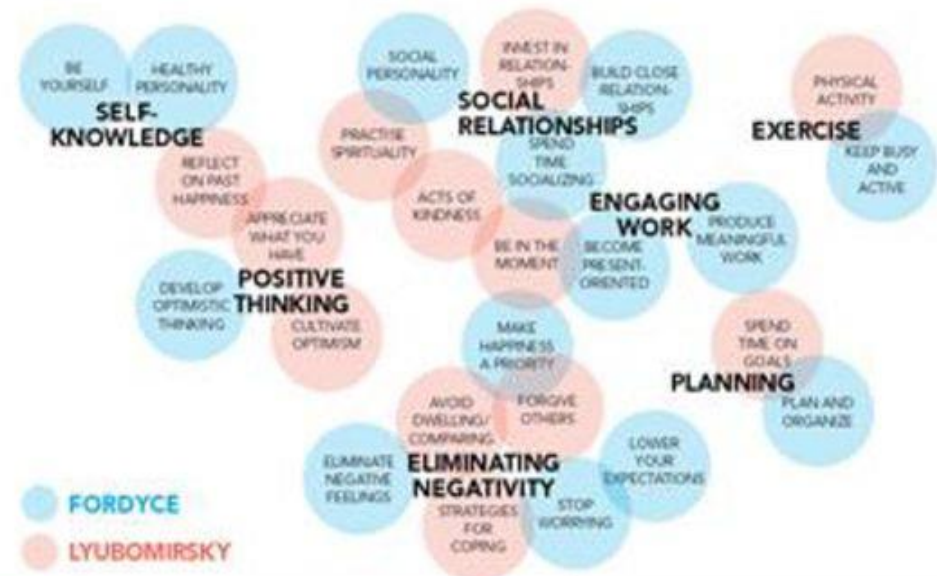 BE
YOURSELF
HEALTHY
PERSONALITY
SELF-
KNOWLEDGE
REFLECT
ON PAST
HAPPINESS
APPRECIATE
WHAT YOU
HAVE
POSITIVE
THINKING
DEVELOP
OPTIMISTIC
THINKING
CULTIVATE
OPTIMISM
SOCIAL
PERSONALITY
INVEST IN
RELATION-
SHIPS
BUILD CLOSE
RELATION-
SHIPS
SOCIAL
RELATIONSHIPS
PRACTISE
SPIRITUALITY
SPEND
TIME
SOCIALIZING
ACTS OF
KINDNESS
ENGAGING
WORK
BE IN THE
MOMENT
BECOME
PRESENT-
ORIENTED
PRODUCE
MEANINGFUL
WORK
PHYSICAL
ACTIVITY
EXERCISE
KEEP BUSY
AND
ACTIVE
MAKE
HAPPINESS
A PRIORITY
SPEND
TIME ON
GOALS
PLANNING
PLAN AND
ORGANIZE
AVOID
DWELLING/
COMPARING
FORGIVE
OTHERS
ELIMINATE
NEGATIVE
FEELINGS
ELIMINATING
NEGATIVITY
LOWER
YOUR
EXPECTATIONS
STRATEGIES
FOR
COPING
STOP
WORRYING
FORDYCE
LYUBOMIRSKY